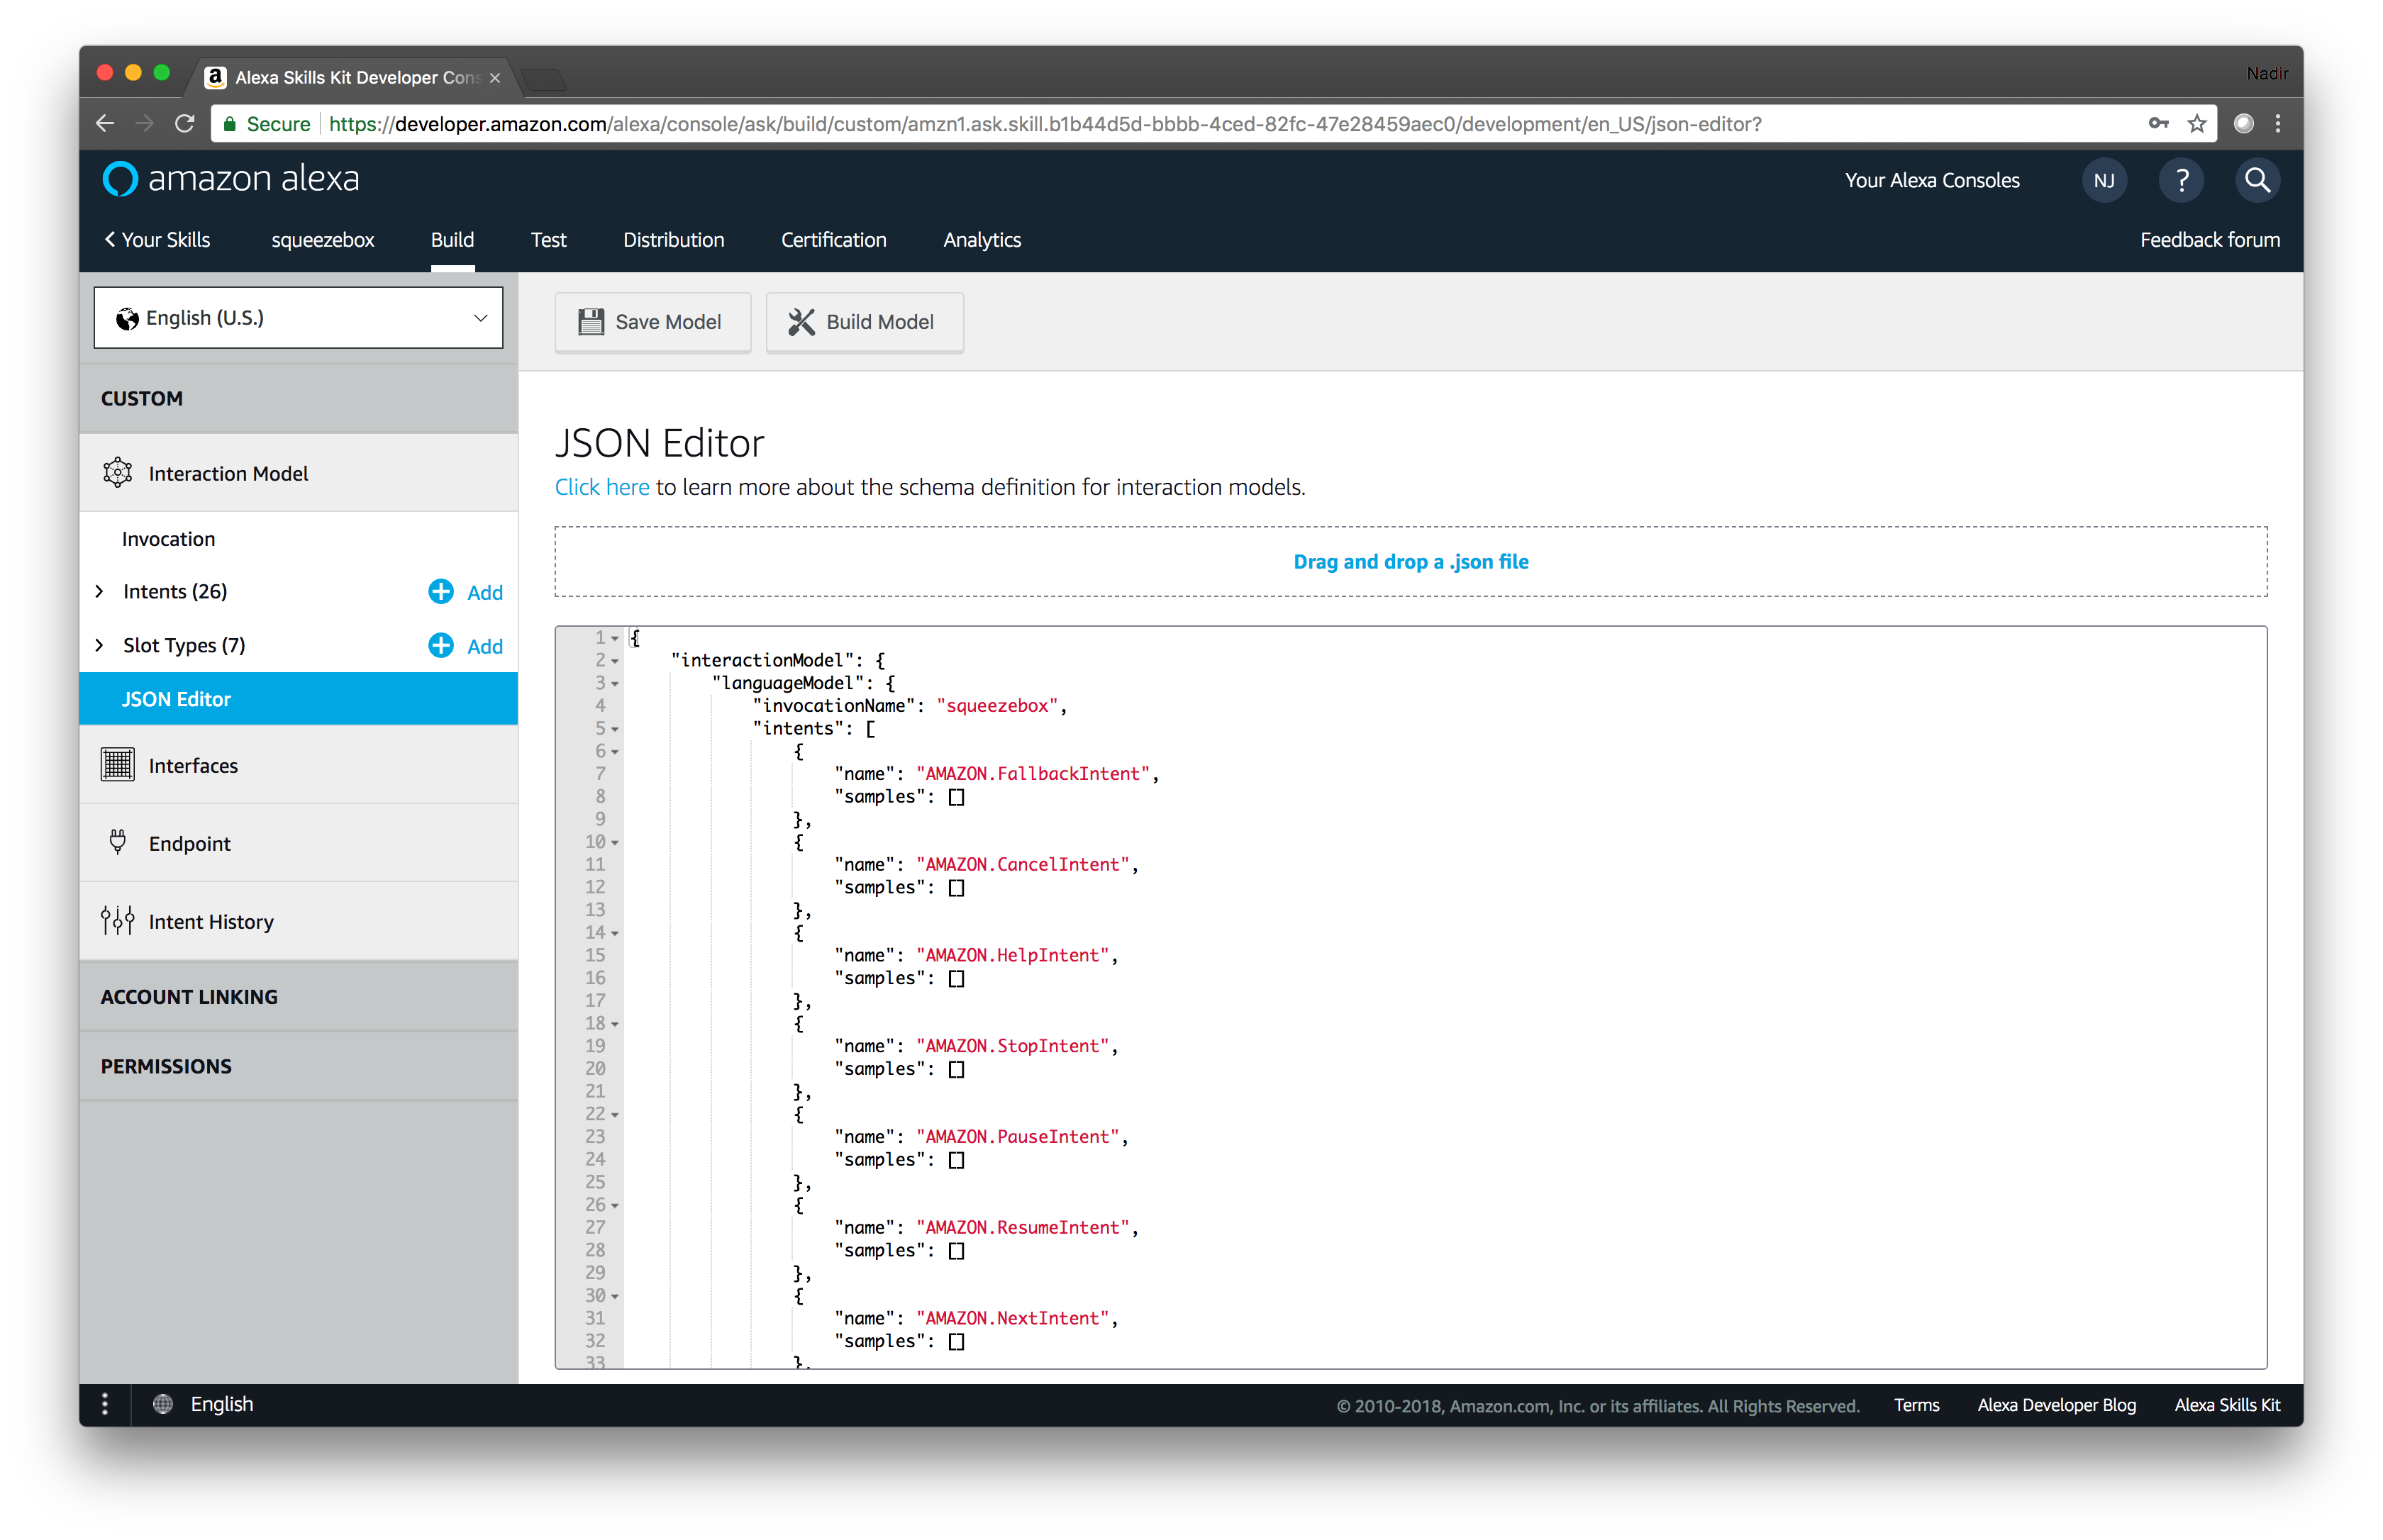 Alexa Skills Kit Developer Cons
Nadir
Secure https://developer.amazon.com/alexa/console/ask/build/custom/amzn1.ask.skill.b1b44d5d-bbbb-4ced-82fc-47e28459aec0/development/en_US/json-editor?
amazon alexa
Your Alexa Consoles NJ ?
Your Skills squeezebox Build Test Distribution Certification Analytics Feedback forum
English (U.S.)
Save Model Build Model
CUSTOM
Interaction Model
Invocation
Intents (26) Add
Slot Types (7) Add
JSON Editor
Interfaces
Endpoint
Intent History
ACCOUNT LINKING
PERMISSIONS
JSON Editor
Click here to learn more about the schema definition for interaction models.
Drag and drop a .json file
1 {
2 "interactionModel": {
3 "languageModel": {
4 "invocationName": "squeezebox",
5 "intents": [
6 {
7 "name": "AMAZON.FallbackIntent",
8 "samples": []
9 },
10 {
11 "name": "AMAZON.CancelIntent",
12 "samples": []
13 },
14 {
15 "name": "AMAZON.HelpIntent",
16 "samples": []
17 },
18 {
19 "name": "AMAZON.StopIntent",
20 "samples": []
21 },
22 {
23 "name": "AMAZON.PauseIntent",
24 "samples": []
25 },
26 {
27 "name": "AMAZON.ResumeIntent",
28 "samples": []
29 },
30 {
31 "name": "AMAZON.NextIntent",
32 "samples": []
33 },
English
© 2010-2018, Amazon.com, Inc. or its affiliates. All Rights Reserved. Terms Alexa Developer Blog Alexa Skills Kit